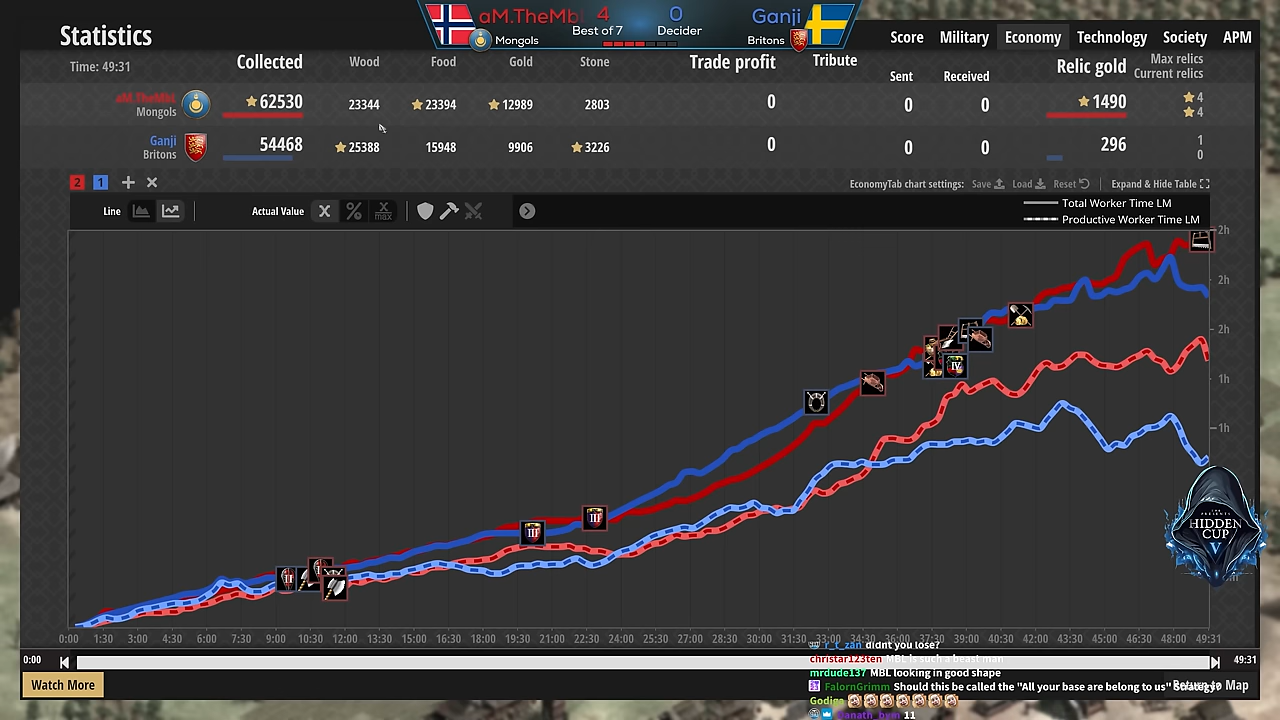 Statistics
Time: 49:31
aM.TheMbl 4 0 Ganji
Mongols Best of 7 Decider Britons
Score Military Economy Technology Society APM
Collected Wood Food Gold Stone Trade profit Tribute Sent Received Relic gold Max relics
Current relics
aM.TheMbL
Mongols
62530 23344 23394 12989 2803 0 0 0 1490 4
4
Ganji
Britons
54468 25388 15948 9906 3226 0 0 0 296 1
0
2 1
EconomyTab chart settings: Save Load Reset Expand & Hide Table
Line Actual Value X % X
max
Total Worker Time LM
Productive Worker Time LM
2h
2h
2h
1h
1h
II III III IV
HIDDEN
CUP
V
0:00 1:30 3:00 4:30 6:00 7:30 9:00 10:30 12:00 13:30 15:00 16:30 18:00 19:30 21:00 22:30 24:00 25:30 27:00 28:30 30:00 31:30 33:00 34:30 36:00 37:30 39:00 40:30 42:00 43:30 45:00 46:30 48:00 49:31
0:00 49:31
Watch More Return to Map
r_t_zan didnt you lose?
christar123ten MBL is such a beast man
mrdude137 MBL looking in good shape
FalornGrimm Should this be called the "All your base are belong to us" Strategy?
11